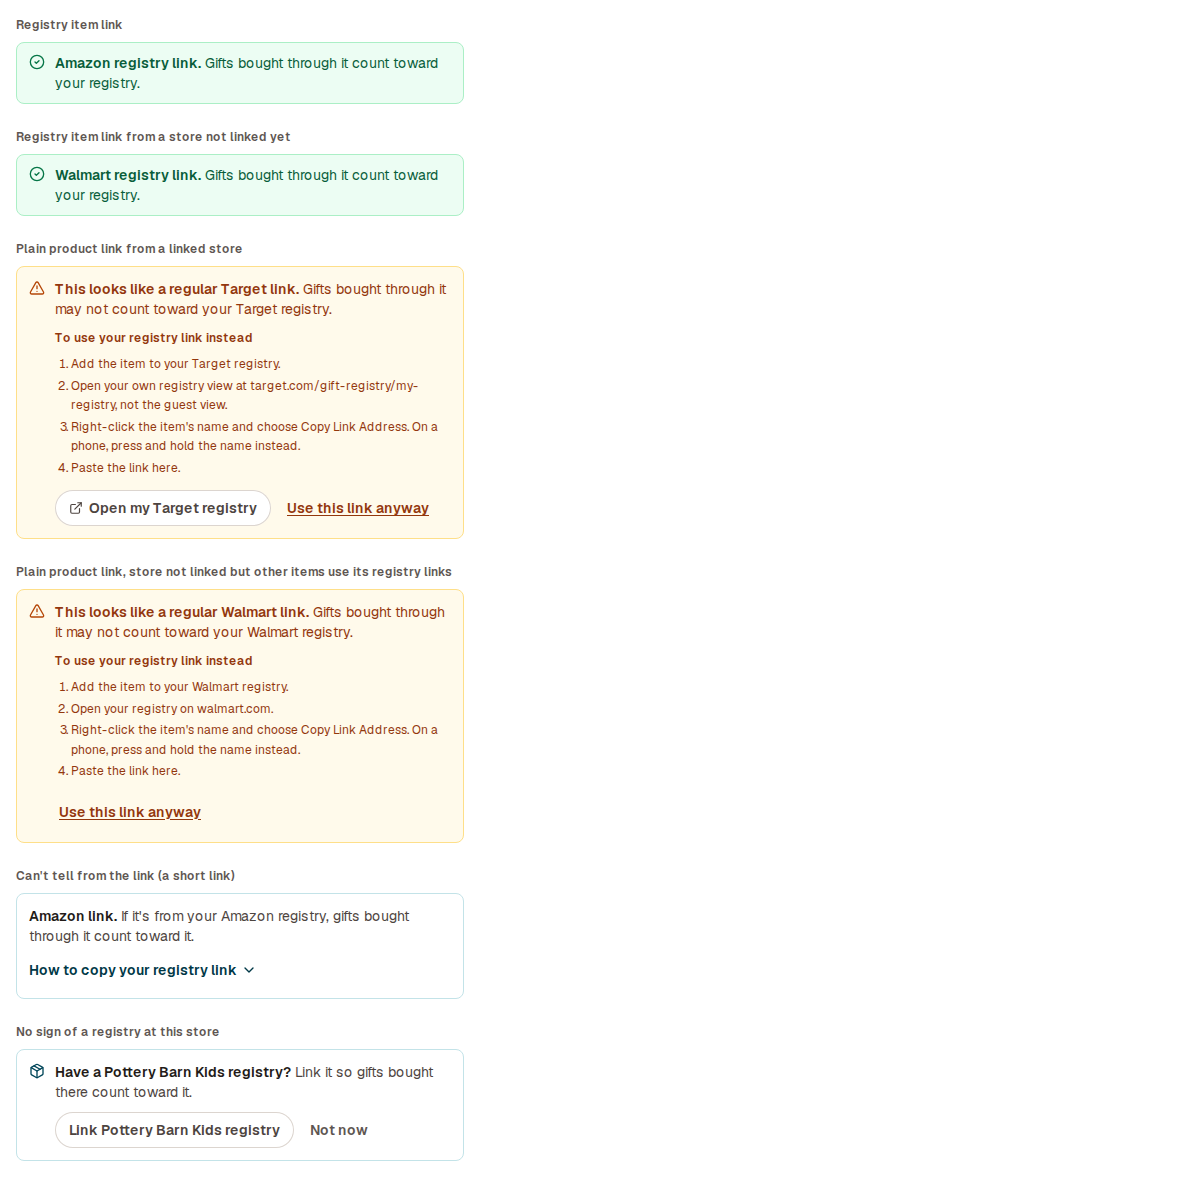 Registry item link
Amazon registry link. Gifts bought through it count toward
your registry.
Registry item link from a store not linked yet
Walmart registry link. Gifts bought through it count toward
your registry.
Plain product link from a linked store
This looks like a regular Target link. Gifts bought through it
may not count toward your Target registry.
To use your registry link instead
1. Add the item to your Target registry.
2. Open your own registry view at target.com/gift-registry/my-
registry, not the guest view.
3. Right-click the item's name and choose Copy Link Address. On a
phone, press and hold the name instead.
4. Paste the link here.
Open my Target registry Use this link anyway
Plain product link, store not linked but other items use its registry links
This looks like a regular Walmart link. Gifts bought through
it may not count toward your Walmart registry.
To use your registry link instead
1. Add the item to your Walmart registry.
2. Open your registry on walmart.com.
3. Right-click the item's name and choose Copy Link Address. On a
phone, press and hold the name instead.
4. Paste the link here.
Use this link anyway
Can't tell from the link (a short link)
Amazon link. If it's from your Amazon registry, gifts bought
through it count toward it.
How to copy your registry link
No sign of a registry at this store
Have a Pottery Barn Kids registry? Link it so gifts bought
there count toward it.
Link Pottery Barn Kids registry Not now